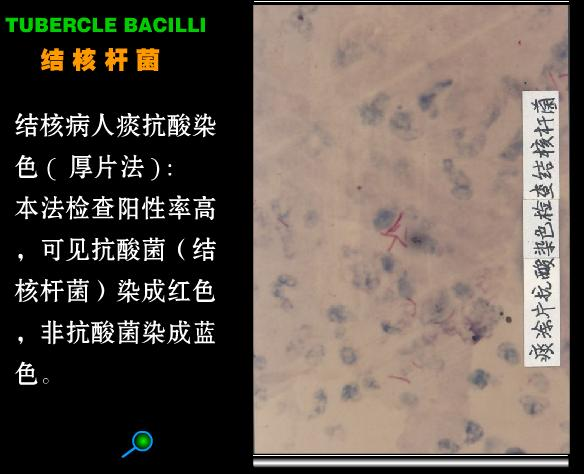 TUBERCLE BACILLI
结核杆菌
结核病人痰抗酸染
色（厚片法）：
本法检查阳性率高
，可见抗酸菌（结
核杆菌）染成红色
，非抗酸菌染成蓝
色。
痰涂片抗酸染色检查结核杆菌